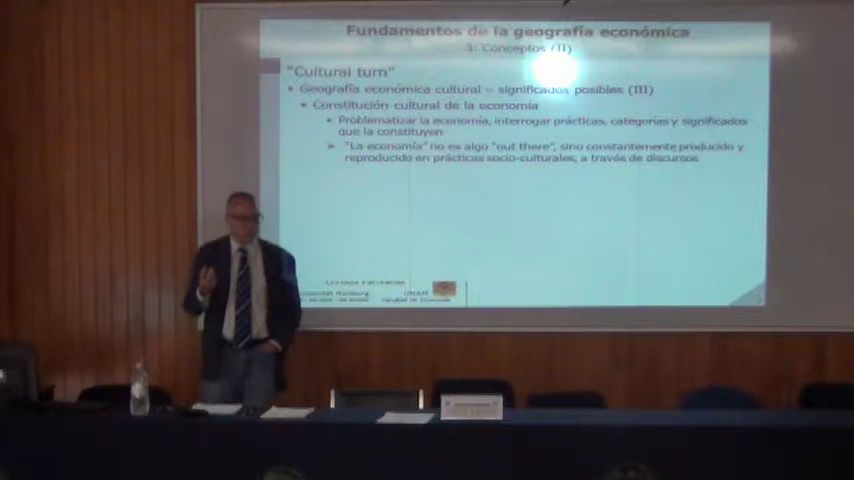 Fundamentos de la geografía económica
1: Conceptos (II)
"Cultural turn"
• Geografía económica cultural – significados posibles (III)
• Constitución cultural de la economía
• Problematizar la economía, interrogar prácticas, categorías y significados
que la constituyen
➢ "La economía" no es algo "out there", sino constantemente producido y
reproducido en prácticas socio-culturales, a través de discursos
Hamburg
UNAM
Facultad de Economía